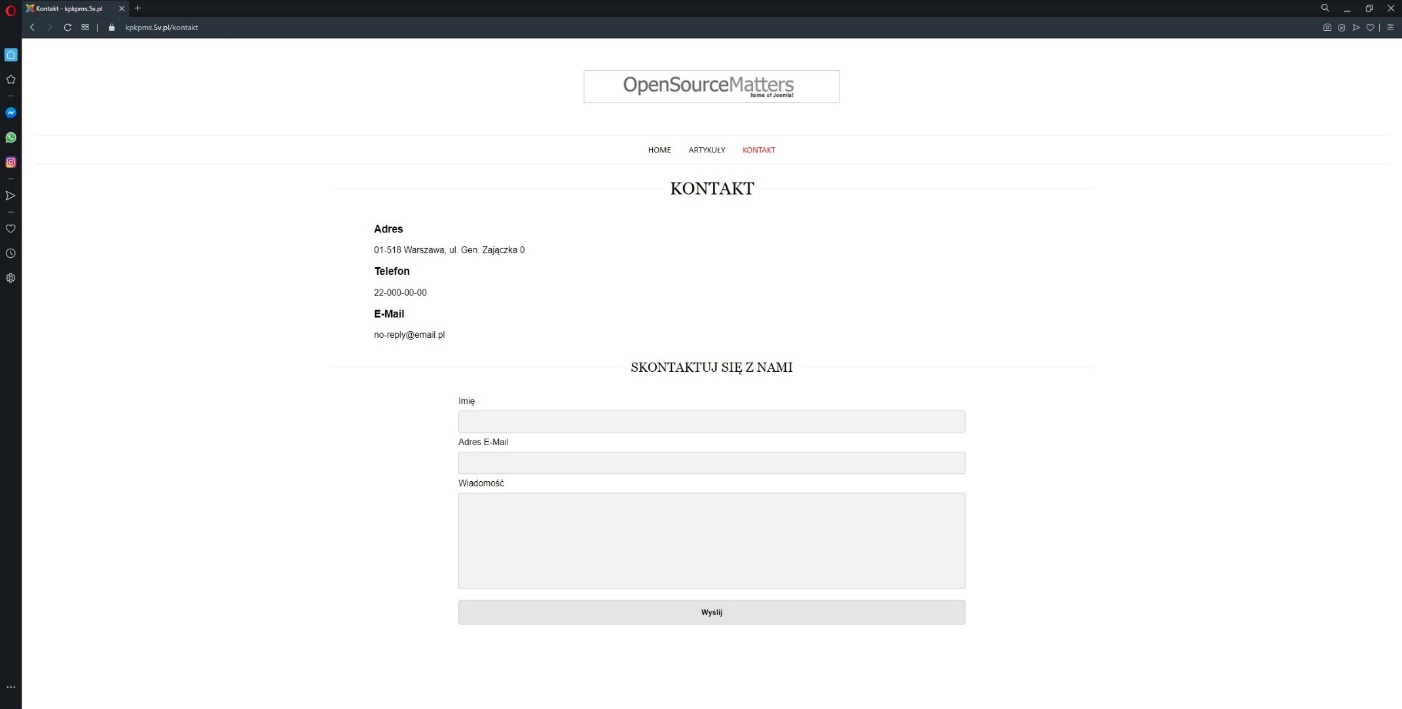 Kontakt - kpkpms.5v.pl
kpkpms.5v.pl/kontakt
OpenSourceMatters
home of Joomla!
HOME ARTYKUŁY KONTAKT
KONTAKT
Adres
01-518 Warszawa, ul. Gen. Zajączka 0
Telefon
22-000-00-00
E-Mail
no-reply@email.pl
SKONTAKTUJ SIĘ Z NAMI
Imię
Adres E-Mail
Wiadomość
Wyślij